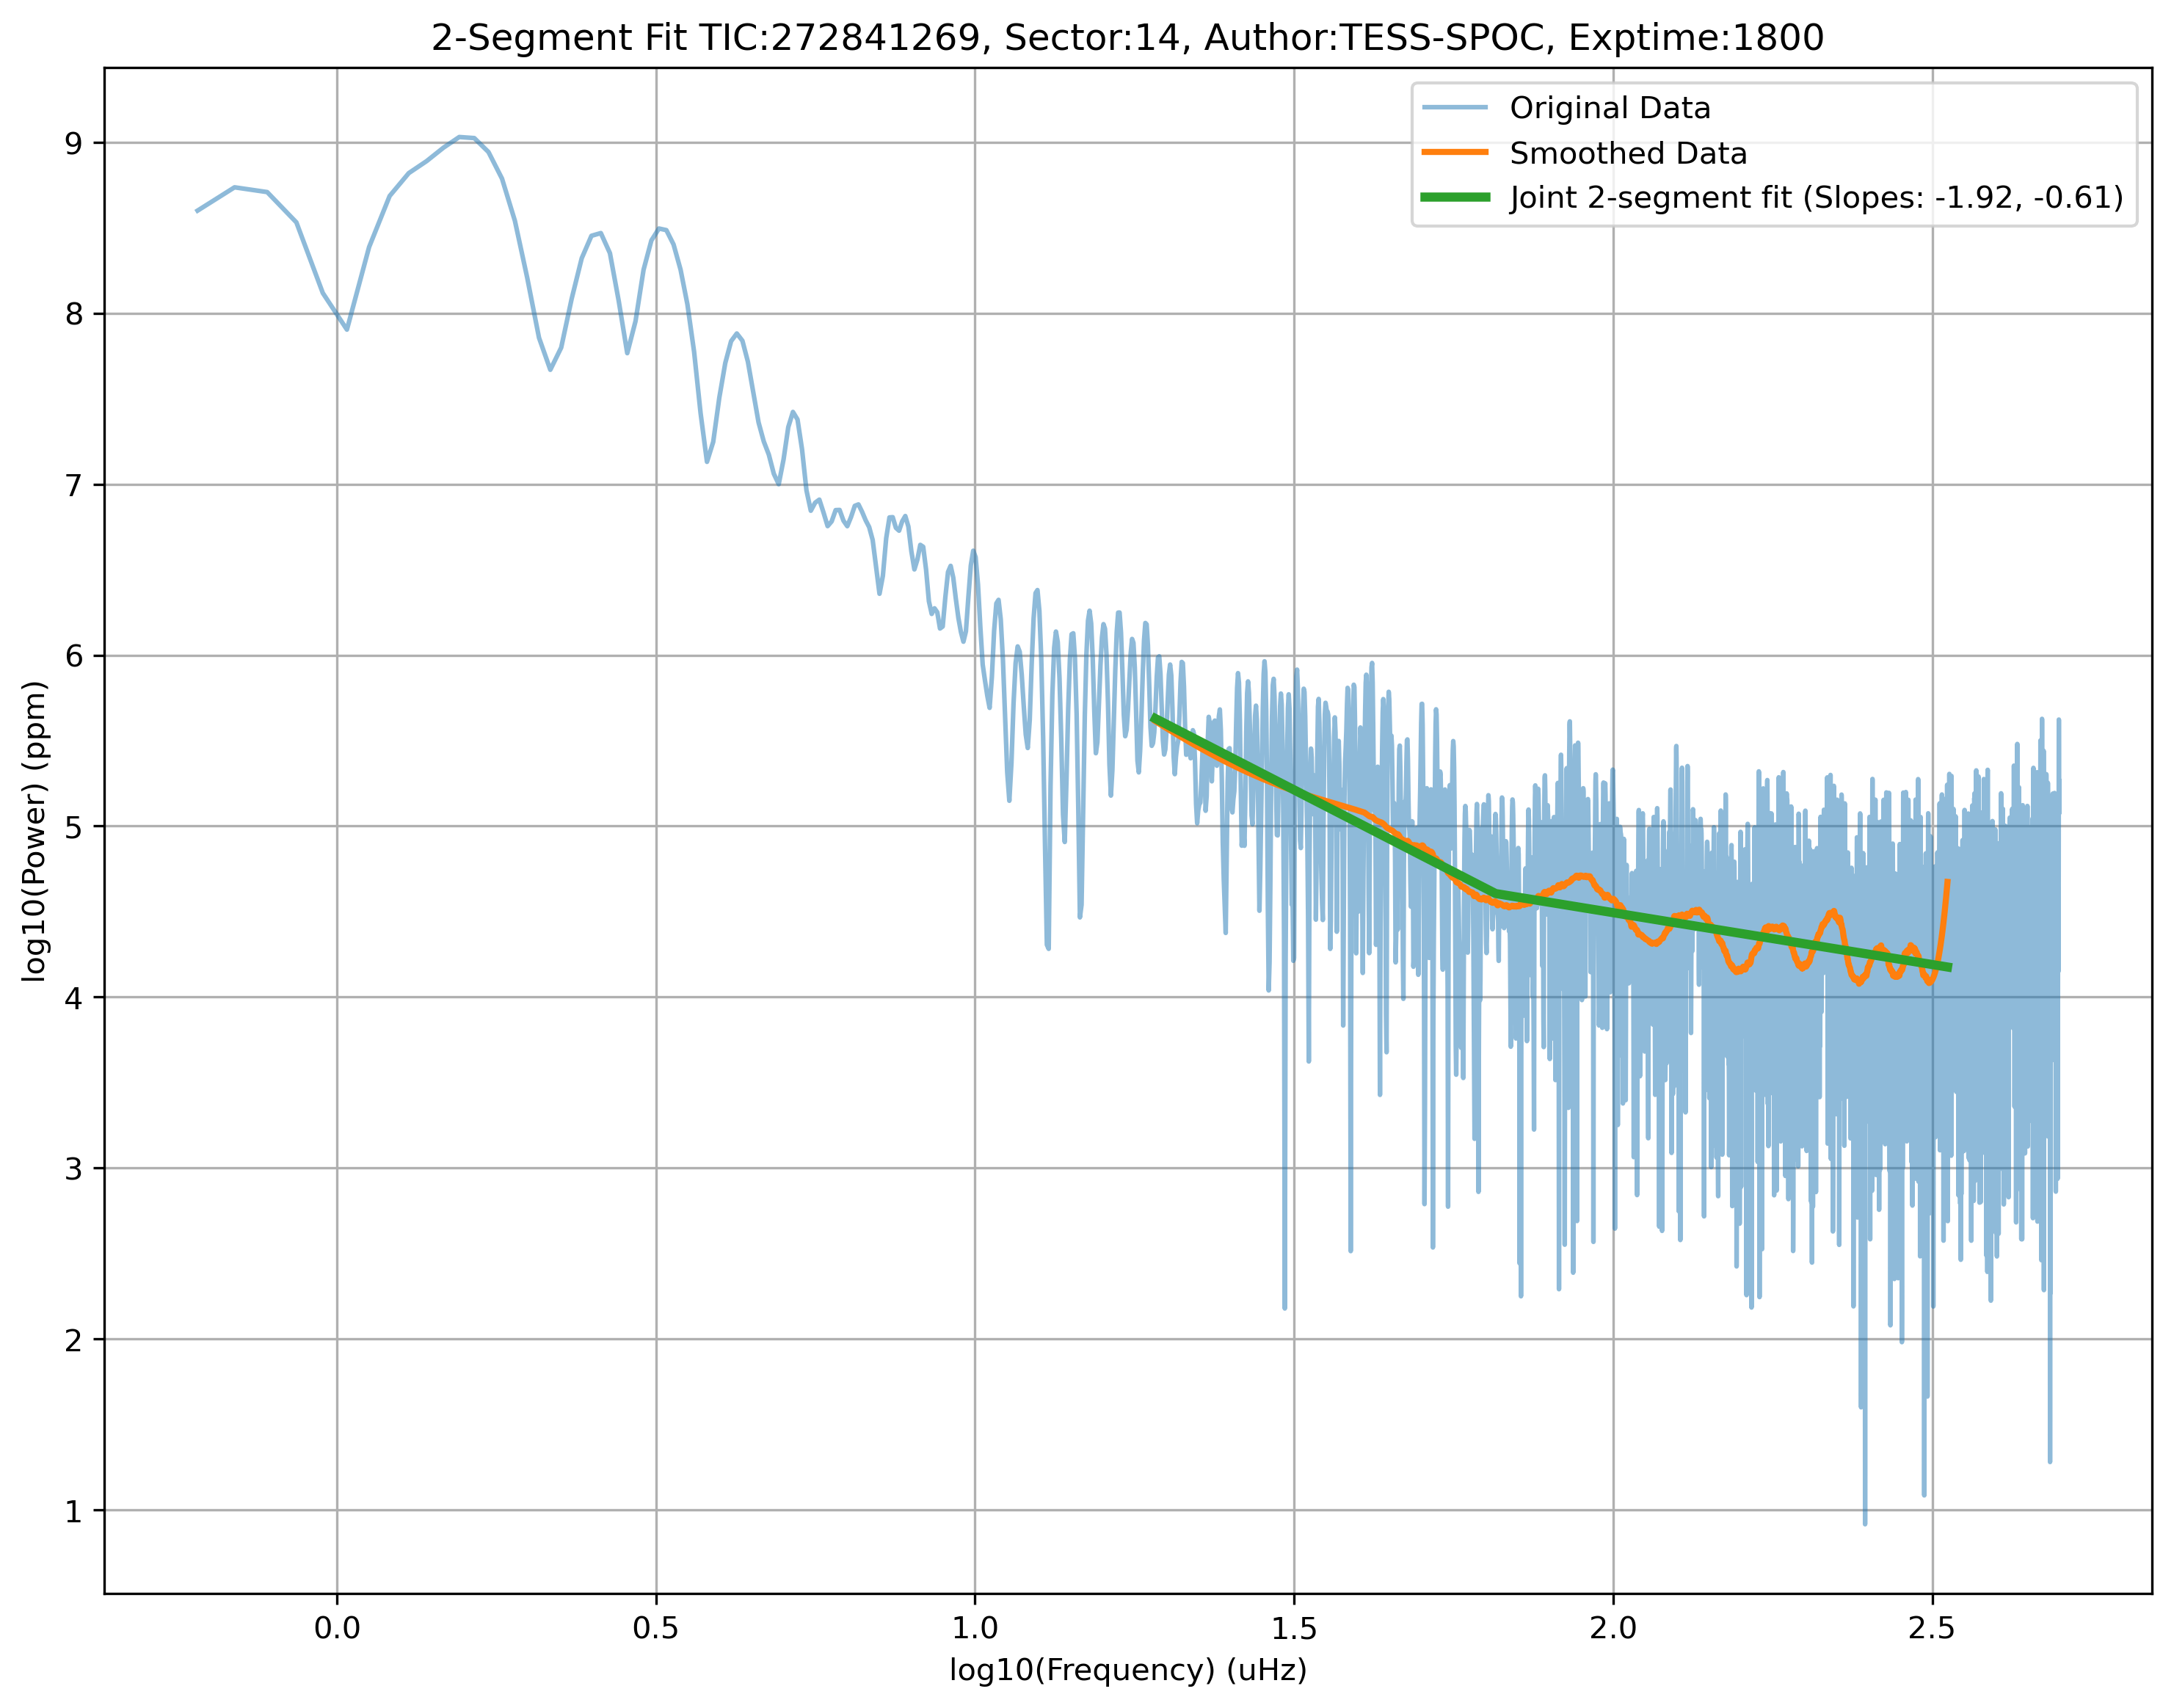 2-Segment Fit TIC:272841269, Sector:14, Author:TESS-SPOC, Exptime:1800
Original Data
Smoothed Data
Joint 2-segment fit (Slopes: -1.92, -0.61)
log10(Power) (ppm)
9
8
7
6
5
4
3
2
1
0.0 0.5 1.0 1.5 2.0 2.5
log10(Frequency) (uHz)